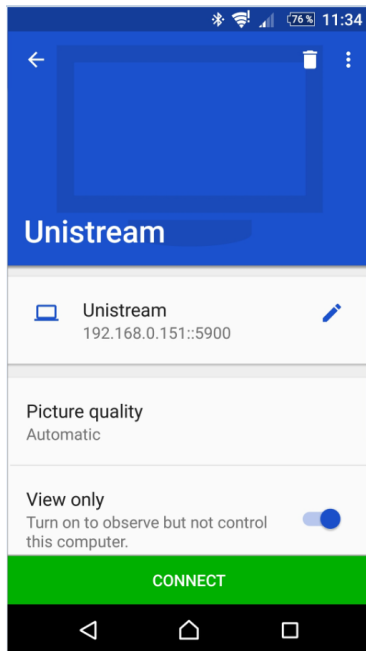 76% 11:34
Unistream
Unistream
192.168.0.151::5900
Picture quality
Automatic
View only
Turn on to observe but not control
this computer.
CONNECT